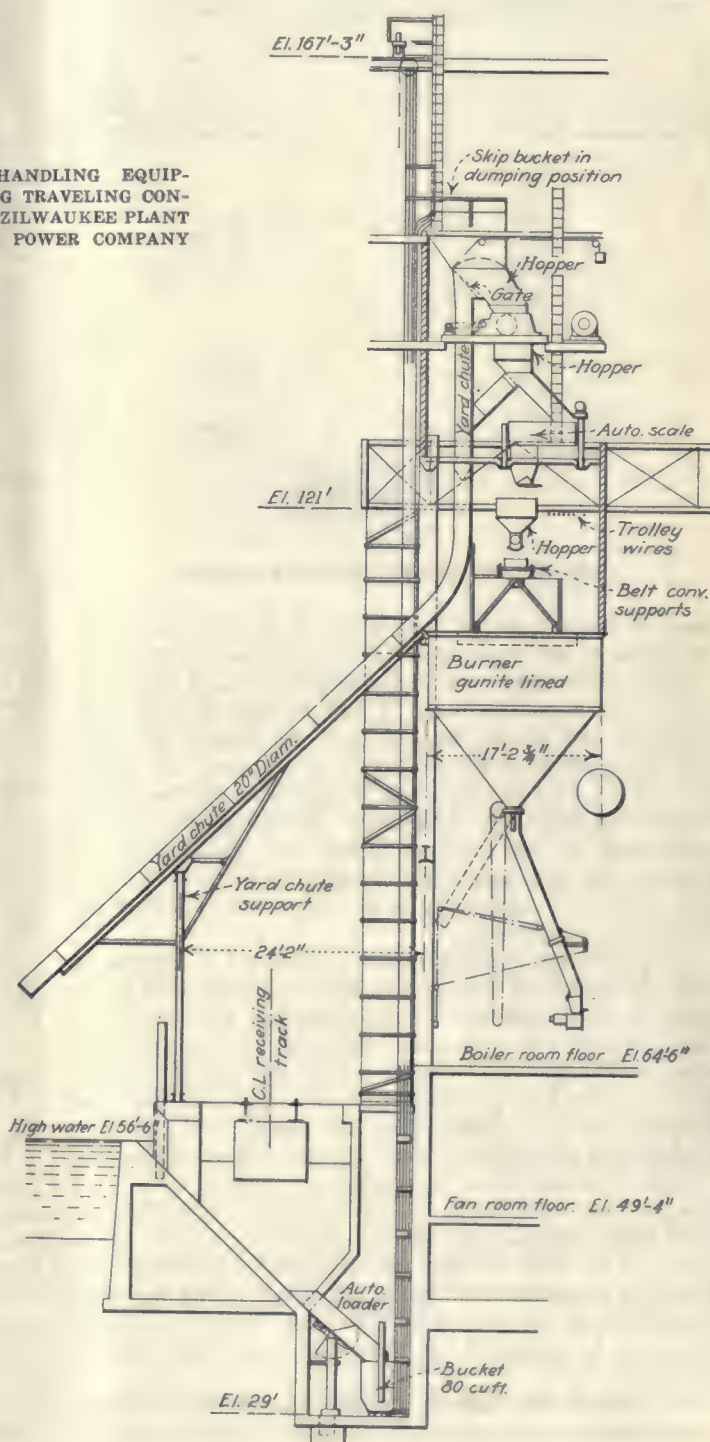 El. 167'-3"
HANDLING EQUIP-
G TRAVELING CON-
ZILWAUKEE PLANT
POWER COMPANY
Skip bucket in
dumping position
Hopper
Gate
Yard chute
Hopper
Auto. scale
El. 121'
Trolley
wires
Hopper
Belt conv.
supports
Burner
gunite lined
17'-2¾"
Yard chute 20" Diam.
Yard chute
support
24'2"
C.L receiving
track
Boiler room floor El.64'6"
High water El 56'-6"
Fan room floor. El. 49'-4"
Auto.
loader
Bucket
80 cu.ft.
El. 29'